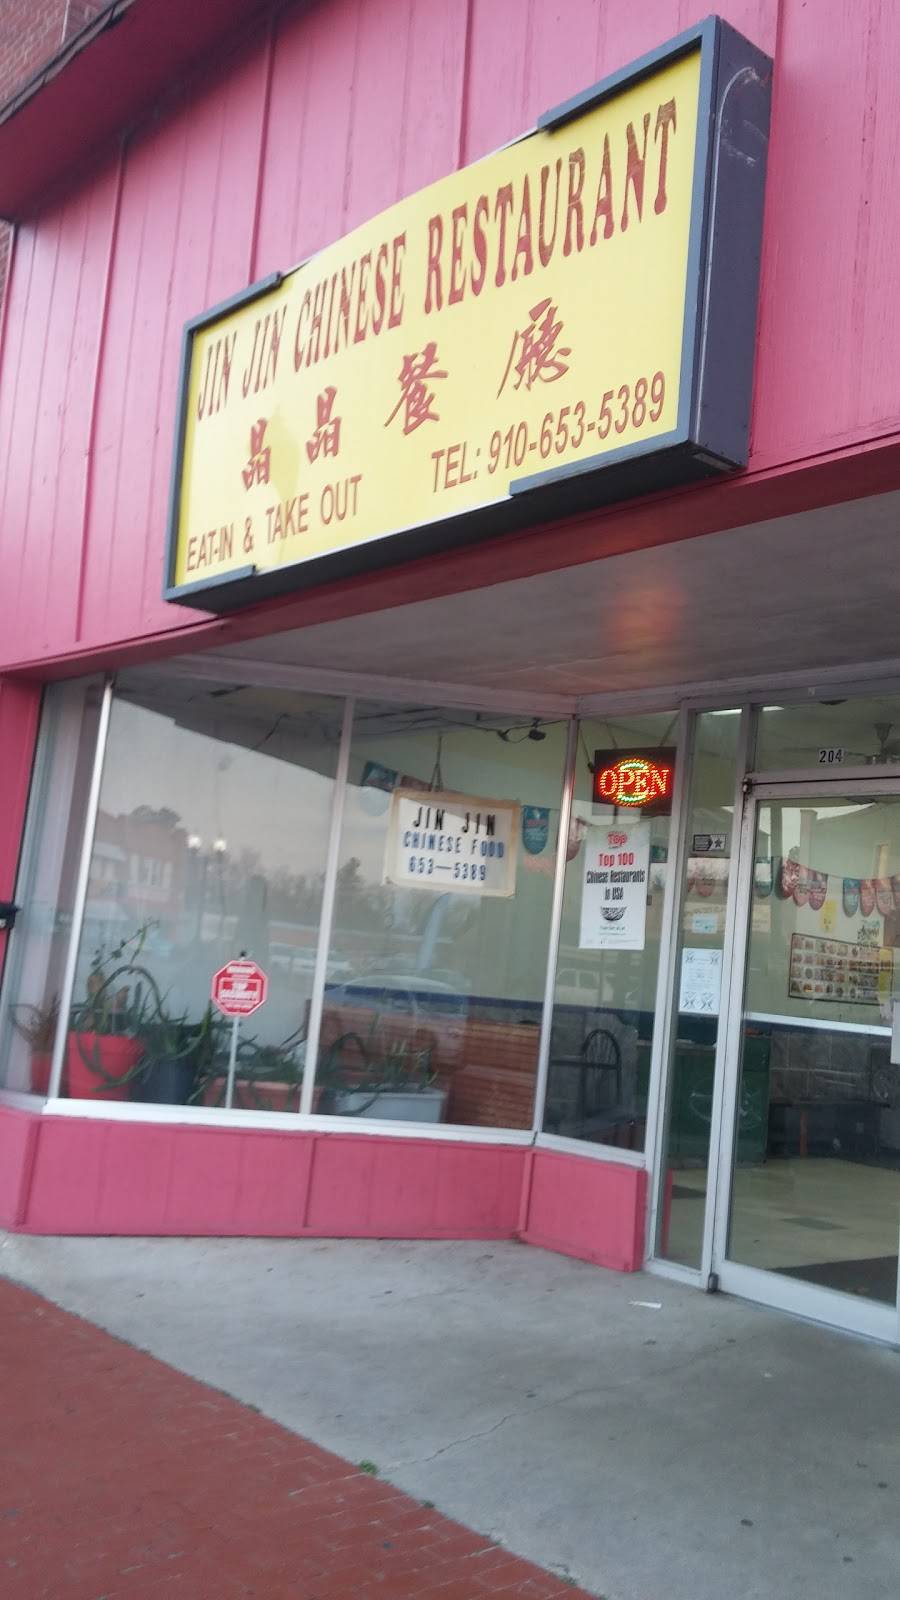 JIN JIN CHINESE RESTAURANT
晶晶餐廳
EAT-IN & TAKE OUT TEL: 910-653-5389
204
OPEN
JIN JIN
CHINESE FOOD
653-5389
Top
Top 100
Chinese Restaurants
in USA